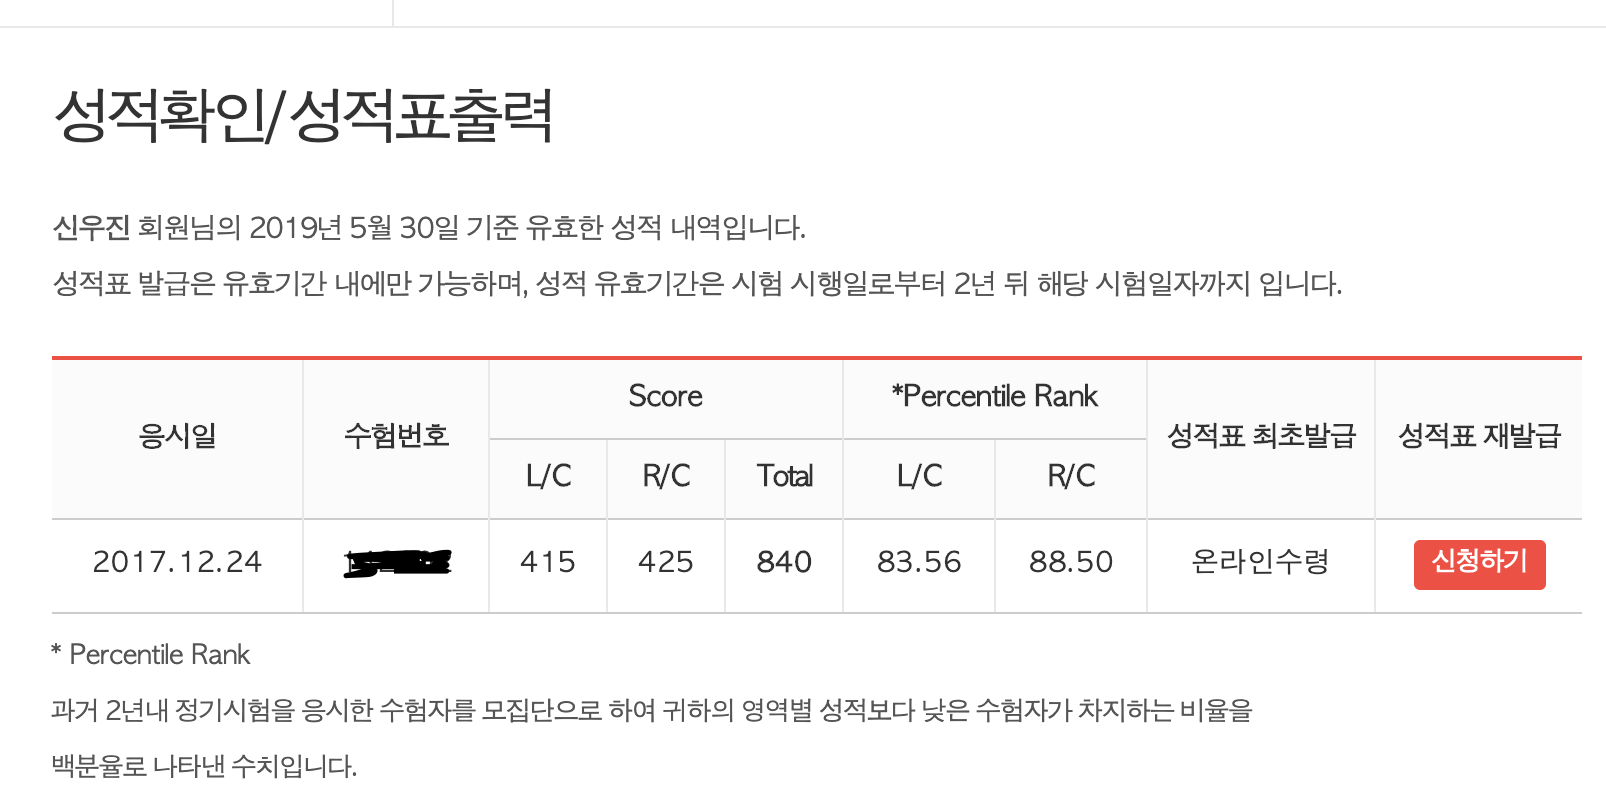 성적확인/성적표출력
신우진 회원님의 2019년 5월 30일 기준 유효한 성적 내역입니다.
성적표 발급은 유효기간 내에만 가능하며, 성적 유효기간은 시험 시행일로부터 2년 뒤 해당 시험일자까지 입니다.
응시일 수험번호 Score *Percentile Rank 성적표 최초발급 성적표 재발급
L/C R/C Total L/C R/C
2017.12.24 415 425 840 83.56 88.50 온라인수령 신청하기
* Percentile Rank
과거 2년내 정기시험을 응시한 수험자를 모집단으로 하여 귀하의 영역별 성적보다 낮은 수험자가 차지하는 비율을
백분율로 나타낸 수치입니다.